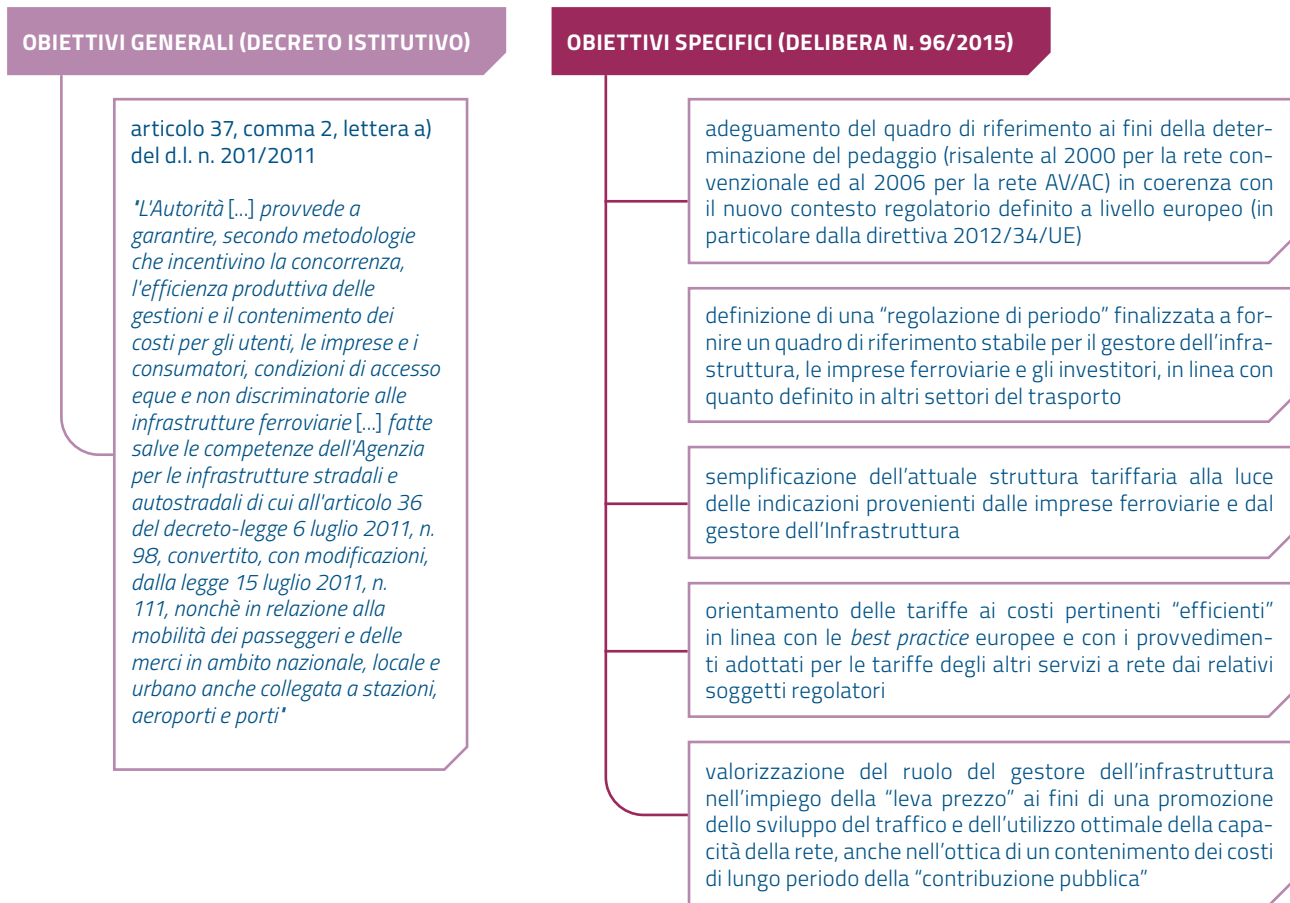 OBIETTIVI GENERALI (DECRETO ISTITUTIVO)
articolo 37, comma 2, lettera a)
del d.l. n. 201/2011
"L'Autorità [...] provvede a
garantire, secondo metodologie
che incentivino la concorrenza,
l'efficienza produttiva delle
gestioni e il contenimento dei
costi per gli utenti, le imprese e i
consumatori, condizioni di accesso
eque e non discriminatorie alle
infrastrutture ferroviarie [...] fatte
salve le competenze dell'Agenzia
per le infrastrutture stradali e
autostradali di cui all'articolo 36
del decreto-legge 6 luglio 2011, n.
98, convertito, con modificazioni,
dalla legge 15 luglio 2011, n.
111, nonchè in relazione alla
mobilità dei passeggeri e delle
merci in ambito nazionale, locale e
urbano anche collegata a stazioni,
aeroporti e porti"
OBIETTIVI SPECIFICI (DELIBERA N. 96/2015)
adeguamento del quadro di riferimento ai fini della deter-
minazione del pedaggio (risalente al 2000 per la rete con-
venzionale ed al 2006 per la rete AV/AC) in coerenza con
il nuovo contesto regolatorio definito a livello europeo (in
particolare dalla direttiva 2012/34/UE)
definizione di una “regolazione di periodo” finalizzata a for-
nire un quadro di riferimento stabile per il gestore dell’infra-
struttura, le imprese ferroviarie e gli investitori, in linea con
quanto definito in altri settori del trasporto
semplificazione dell’attuale struttura tariffaria alla luce
delle indicazioni provenienti dalle imprese ferroviarie e dal
gestore dell’Infrastruttura
orientamento delle tariffe ai costi pertinenti “efficienti”
in linea con le best practice europee e con i provvedimen-
ti adottati per le tariffe degli altri servizi a rete dai relativi
soggetti regolatori
valorizzazione del ruolo del gestore dell’infrastruttura
nell’impiego della “leva prezzo” ai fini di una promozione
dello sviluppo del traffico e dell’utilizzo ottimale della capa-
cità della rete, anche nell’ottica di un contenimento dei costi
di lungo periodo della “contribuzione pubblica”